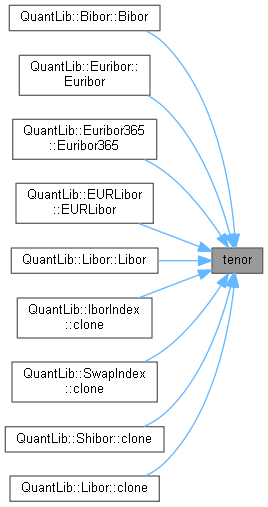 QuantLib::Bibor::Bibor
QuantLib::Euribor::
Euribor
QuantLib::Euribor365
::Euribor365
QuantLib::EURLibor
::EURLibor
tenor
QuantLib::Libor::Libor
QuantLib::IborIndex
::clone
QuantLib::SwapIndex
::clone
QuantLib::Shibor::clone
QuantLib::Libor::clone